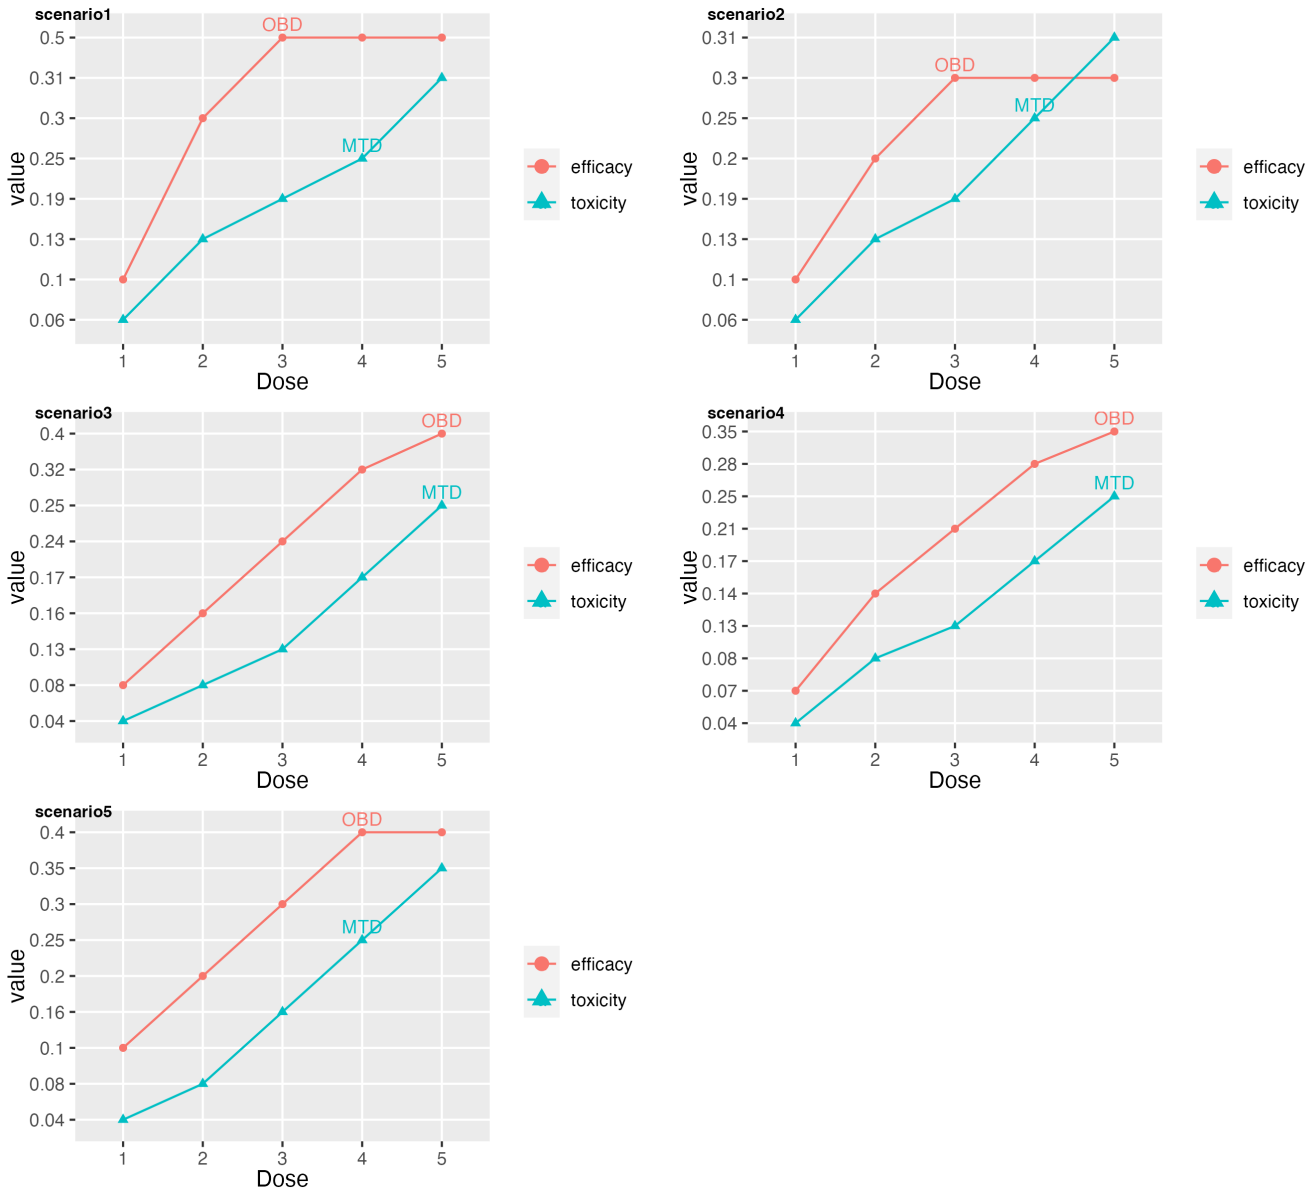 scenario1
OBD
MTD
0.5
0.31
0.3
0.25
0.19
0.13
0.1
0.06
value
1 2 3 4 5
Dose
efficacy
toxicity
scenario2
OBD
MTD
0.31
0.3
0.25
0.2
0.19
0.13
0.1
0.06
value
1 2 3 4 5
Dose
efficacy
toxicity
scenario3
OBD
MTD
0.4
0.32
0.25
0.24
0.17
0.16
0.13
0.08
0.04
value
1 2 3 4 5
Dose
efficacy
toxicity
scenario4
OBD
MTD
0.35
0.28
0.25
0.21
0.17
0.14
0.13
0.08
0.07
0.04
value
1 2 3 4 5
Dose
efficacy
toxicity
scenario5
OBD
MTD
0.4
0.35
0.3
0.25
0.2
0.16
0.1
0.08
0.04
value
1 2 3 4 5
Dose
efficacy
toxicity